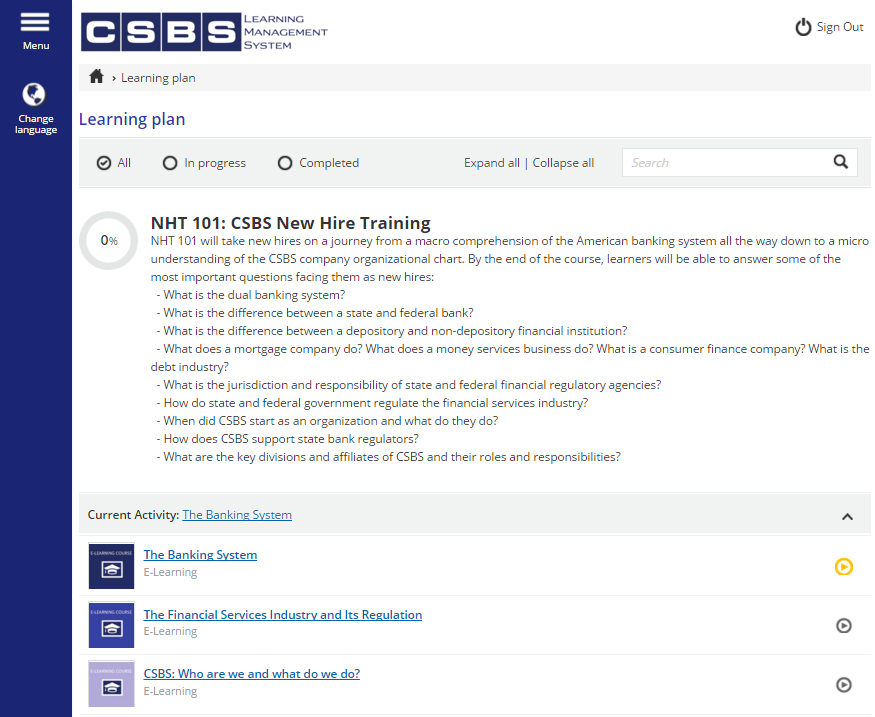 Menu
Change
language
CSBS LEARNING
MANAGEMENT
SYSTEM
Sign Out
› Learning plan
Learning plan
All In progress Completed Expand all | Collapse all Search
0%
NHT 101: CSBS New Hire Training
NHT 101 will take new hires on a journey from a macro comprehension of the American banking system all the way down to a micro
understanding of the CSBS company organizational chart. By the end of the course, learners will be able to answer some of the
most important questions facing them as new hires:
- What is the dual banking system?
- What is the difference between a state and federal bank?
- What is the difference between a depository and non-depository financial institution?
- What does a mortgage company do? What does a money services business do? What is a consumer finance company? What is the
debt industry?
- What is the jurisdiction and responsibility of state and federal financial regulatory agencies?
- How do state and federal government regulate the financial services industry?
- When did CSBS start as an organization and what do they do?
- How does CSBS support state bank regulators?
- What are the key divisions and affiliates of CSBS and their roles and responsibilities?
Current Activity: The Banking System
E-LEARNING COURSE
The Banking System
E-Learning
E-LEARNING COURSE
The Financial Services Industry and Its Regulation
E-Learning
E-LEARNING COURSE
CSBS: Who are we and what do we do?
E-Learning